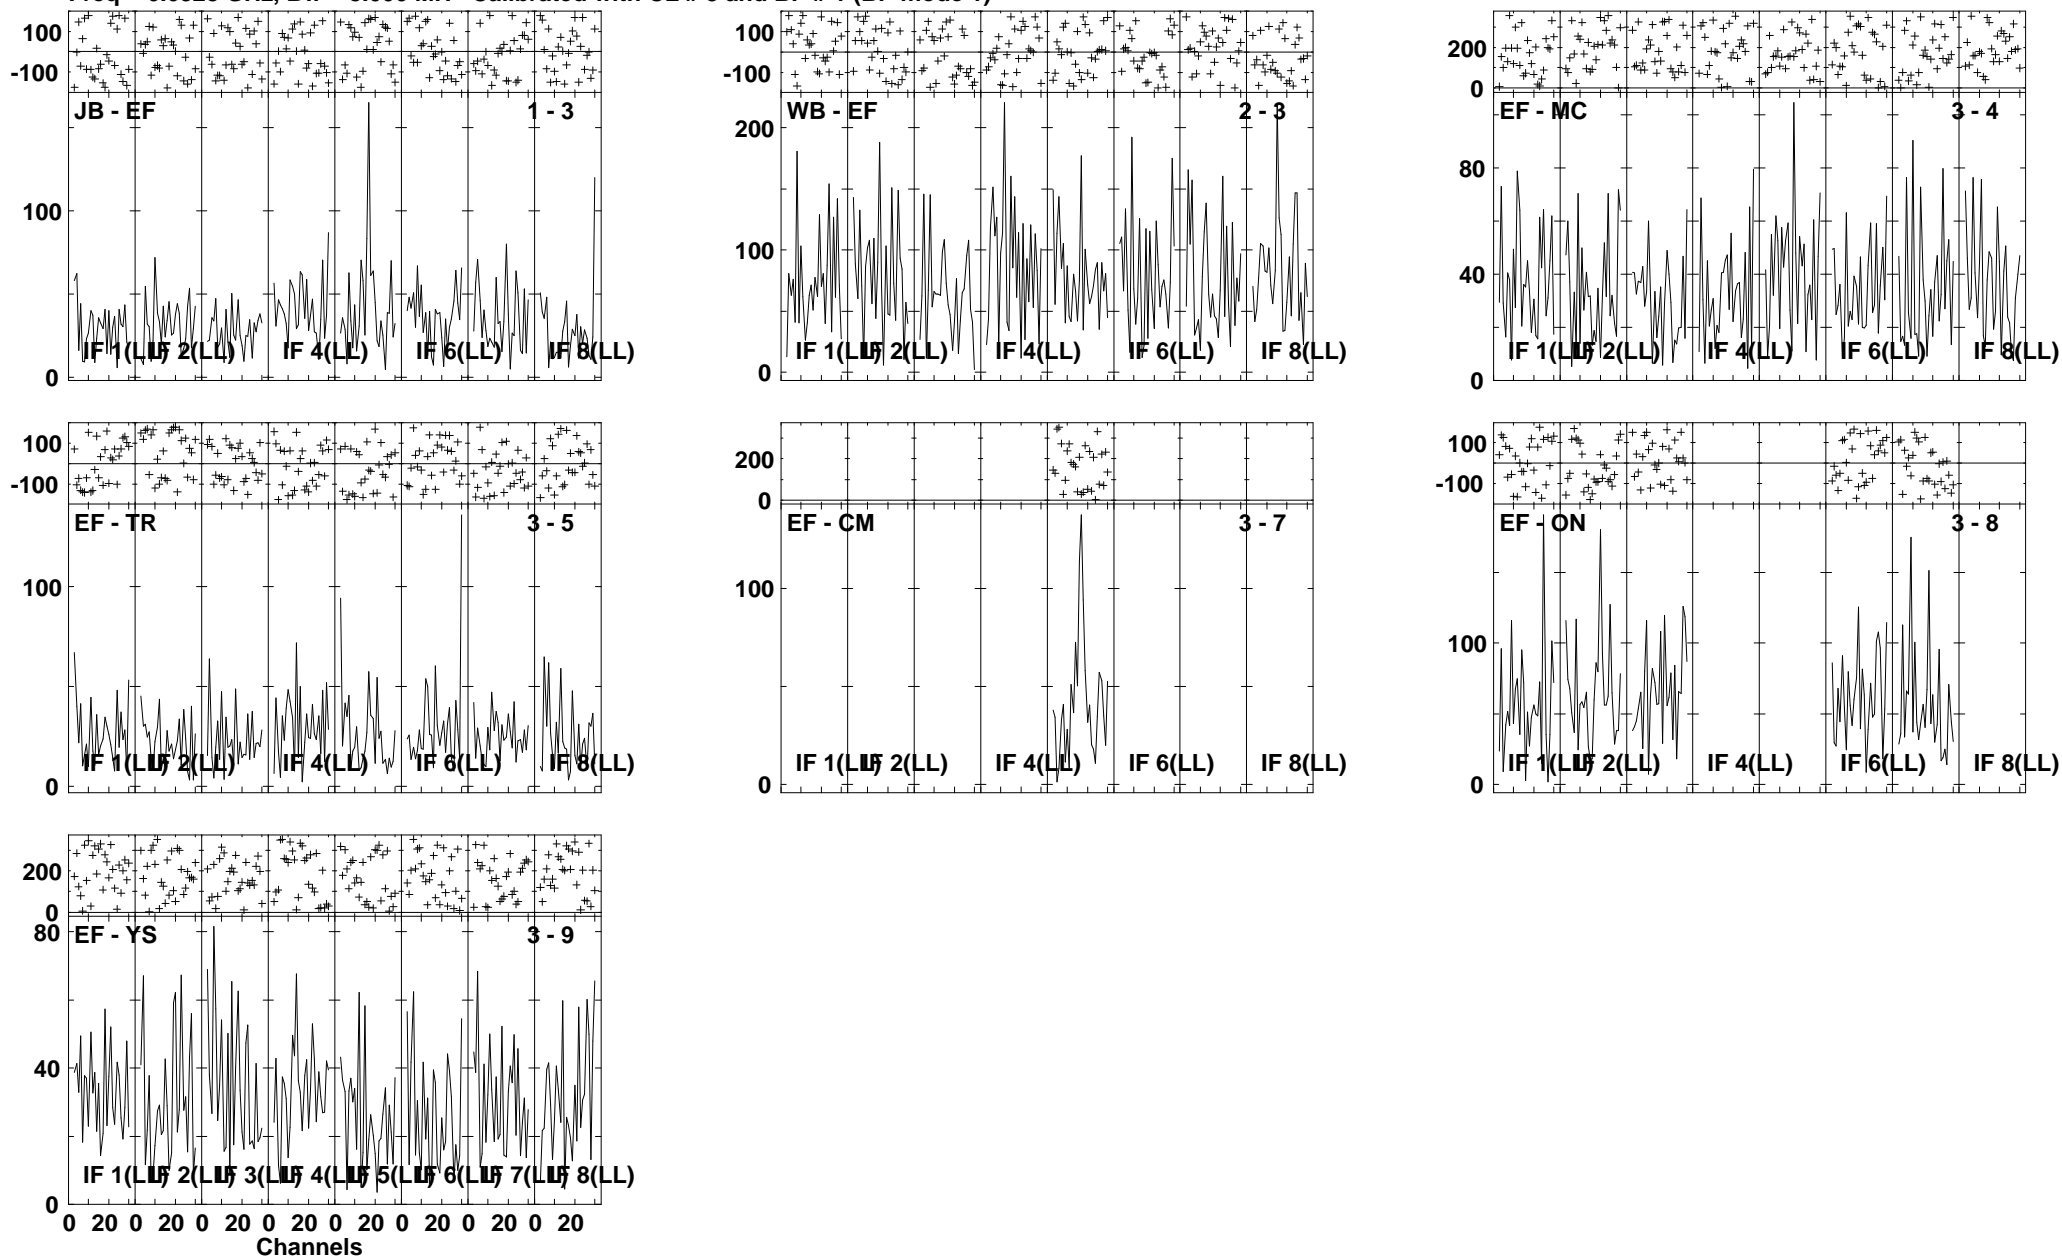 100
-100
JB - EF 1 - 3
100
0
IF 1(LL) IF 2(LL) IF 4(LL) IF 6(LL) IF 8(LL)
100
-100
WB - EF 2 - 3
200
100
0
IF 1(LL) IF 2(LL) IF 4(LL) IF 6(LL) IF 8(LL)
200
0
EF - MC 3 - 4
80
40
0
IF 1(LL) IF 2(LL) IF 4(LL) IF 6(LL) IF 8(LL)
100
-100
EF - TR 3 - 5
100
0
IF 1(LL) IF 2(LL) IF 4(LL) IF 6(LL) IF 8(LL)
200
0
EF - CM 3 - 7
100
0
IF 1(LL) IF 2(LL) IF 4(LL) IF 6(LL) IF 8(LL)
100
-100
EF - ON 3 - 8
100
0
IF 1(LL) IF 2(LL) IF 4(LL) IF 6(LL) IF 8(LL)
200
0
EF - YS 3 - 9
80
40
0
IF 1(LL) IF 2(LL) IF 3(LL) IF 4(LL) IF 5(LL) IF 6(LL) IF 7(LL) IF 8(LL)
0 20 0 20 0 20 0 20 0 20 0 20 0 20 0 20
Channels